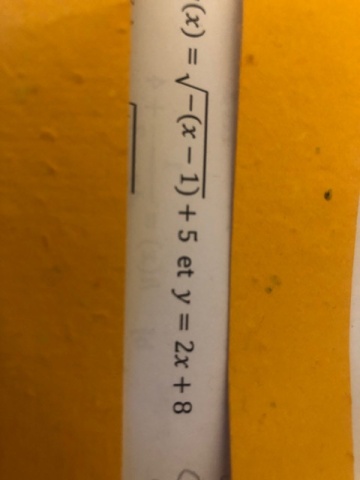 (x) = √−(x − 1) + 5 et y = 2x + 8